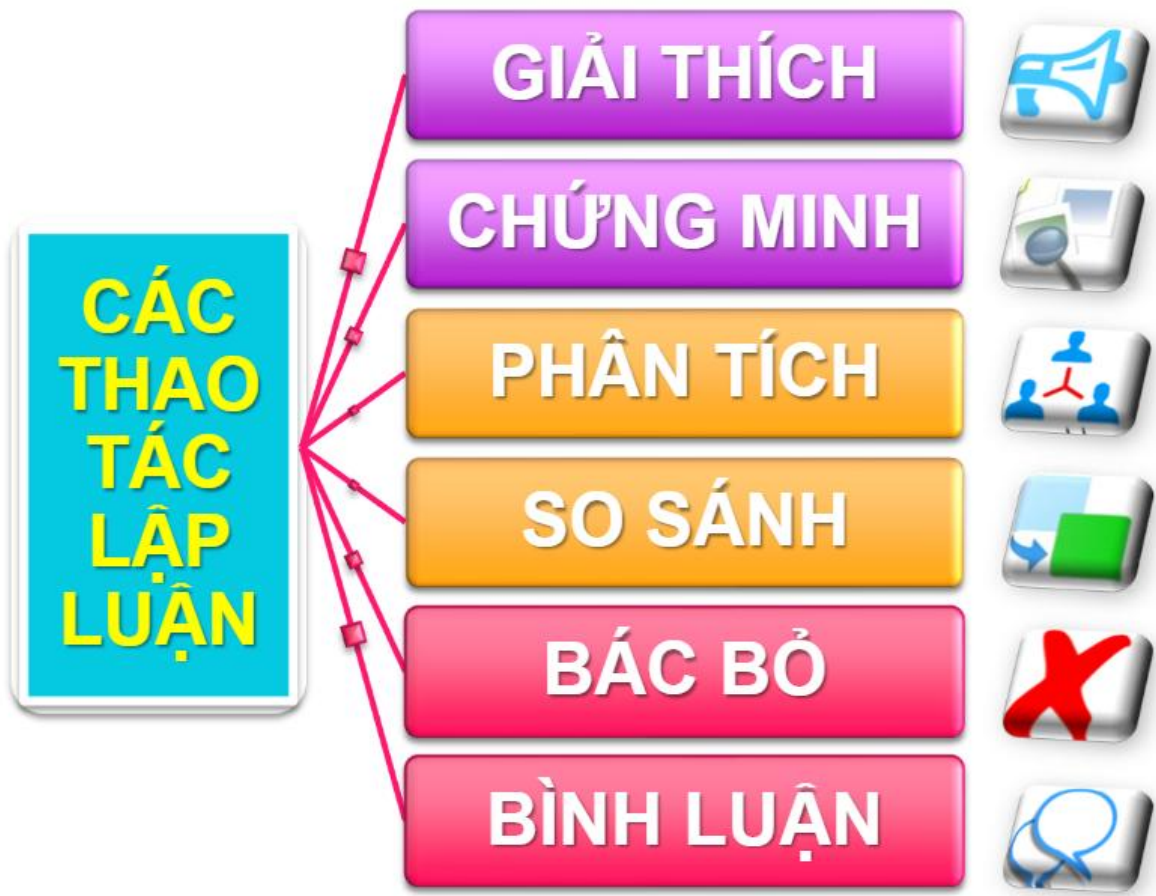 CÁC
THAO
TÁC
LẬP
LUẬN
GIẢI THÍCH
CHỨNG MINH
PHÂN TÍCH
SO SÁNH
BÁC BỎ
BÌNH LUẬN